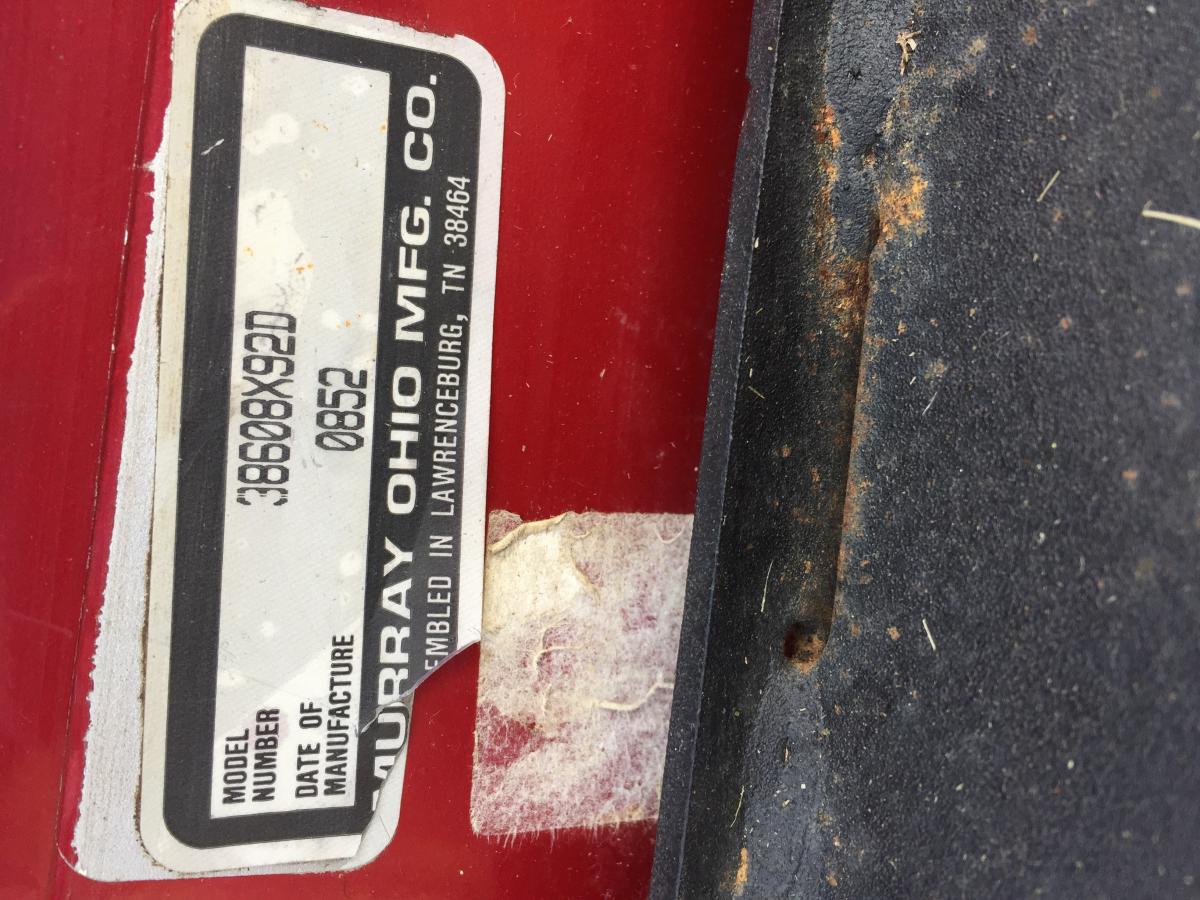 MODEL
NUMBER 38608X92D
DATE OF
MANUFACTURE 0852
MURRAY OHIO MFG. CO.
EMBLED IN LAWRENCEBURG, TN 38464